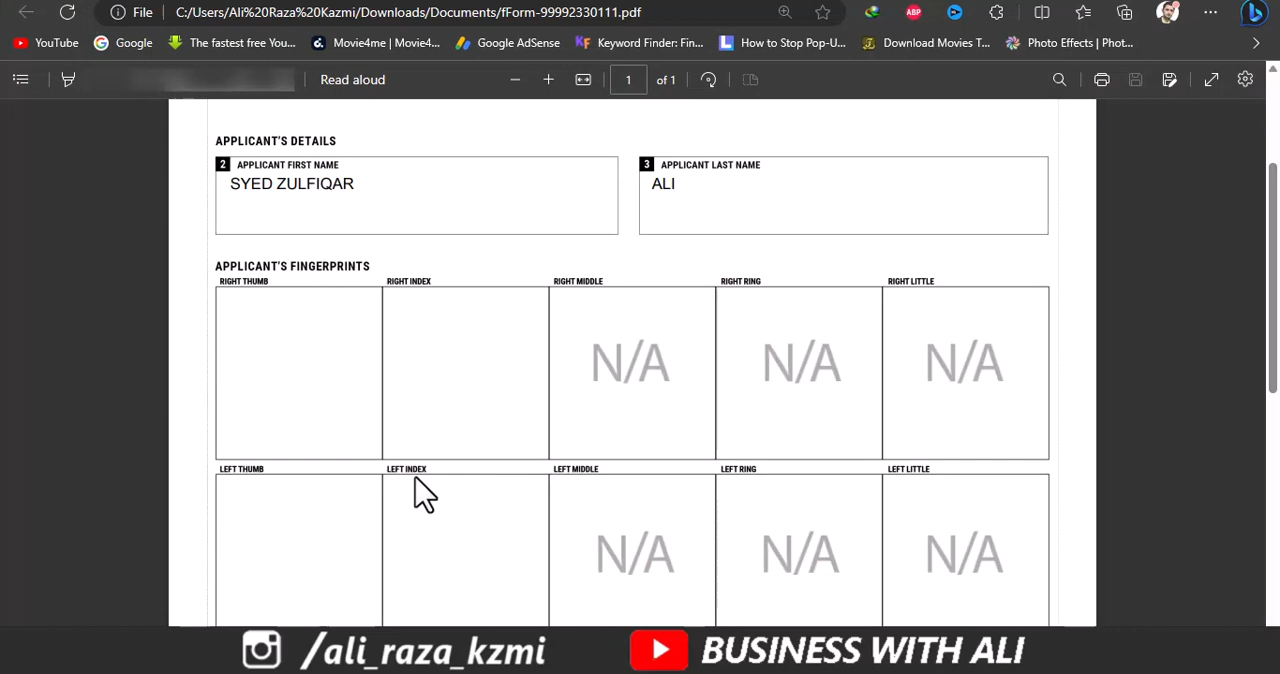 File C:/Users/Ali%20Raza%20Kazmi/Downloads/Documents/fForm-99992330111.pdf
ABP
YouTube Google The fastest free You... Movie4me | Movie4... Google AdSense Keyword Finder: Fin... How to Stop Pop-U... Download Movies T... Photo Effects | Phot...
Read aloud 1 of 1
APPLICANT'S DETAILS
2 APPLICANT FIRST NAME 3 APPLICANT LAST NAME
SYED ZULFIQAR ALI
APPLICANT'S FINGERPRINTS
RIGHT THUMB RIGHT INDEX RIGHT MIDDLE RIGHT RING RIGHT LITTLE
N/A N/A N/A
LEFT THUMB LEFT INDEX LEFT MIDDLE LEFT RING LEFT LITTLE
N/A N/A N/A
/ali_raza_kzmi BUSINESS WITH ALI